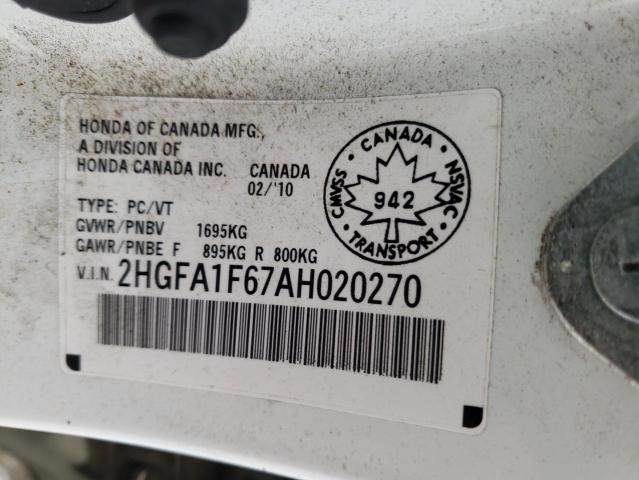 HONDA OF CANADA MFG.,
A DIVISION OF
HONDA CANADA INC. CANADA
02/'10
TYPE: PC/VT
GVWR/PNBV 1695KG
GAWR/PNBE F 895KG R 800KG
V.I.N. 2HGFA1F67AH020270
CANADA
CMVSS
942
NSVAC
TRANSPORT